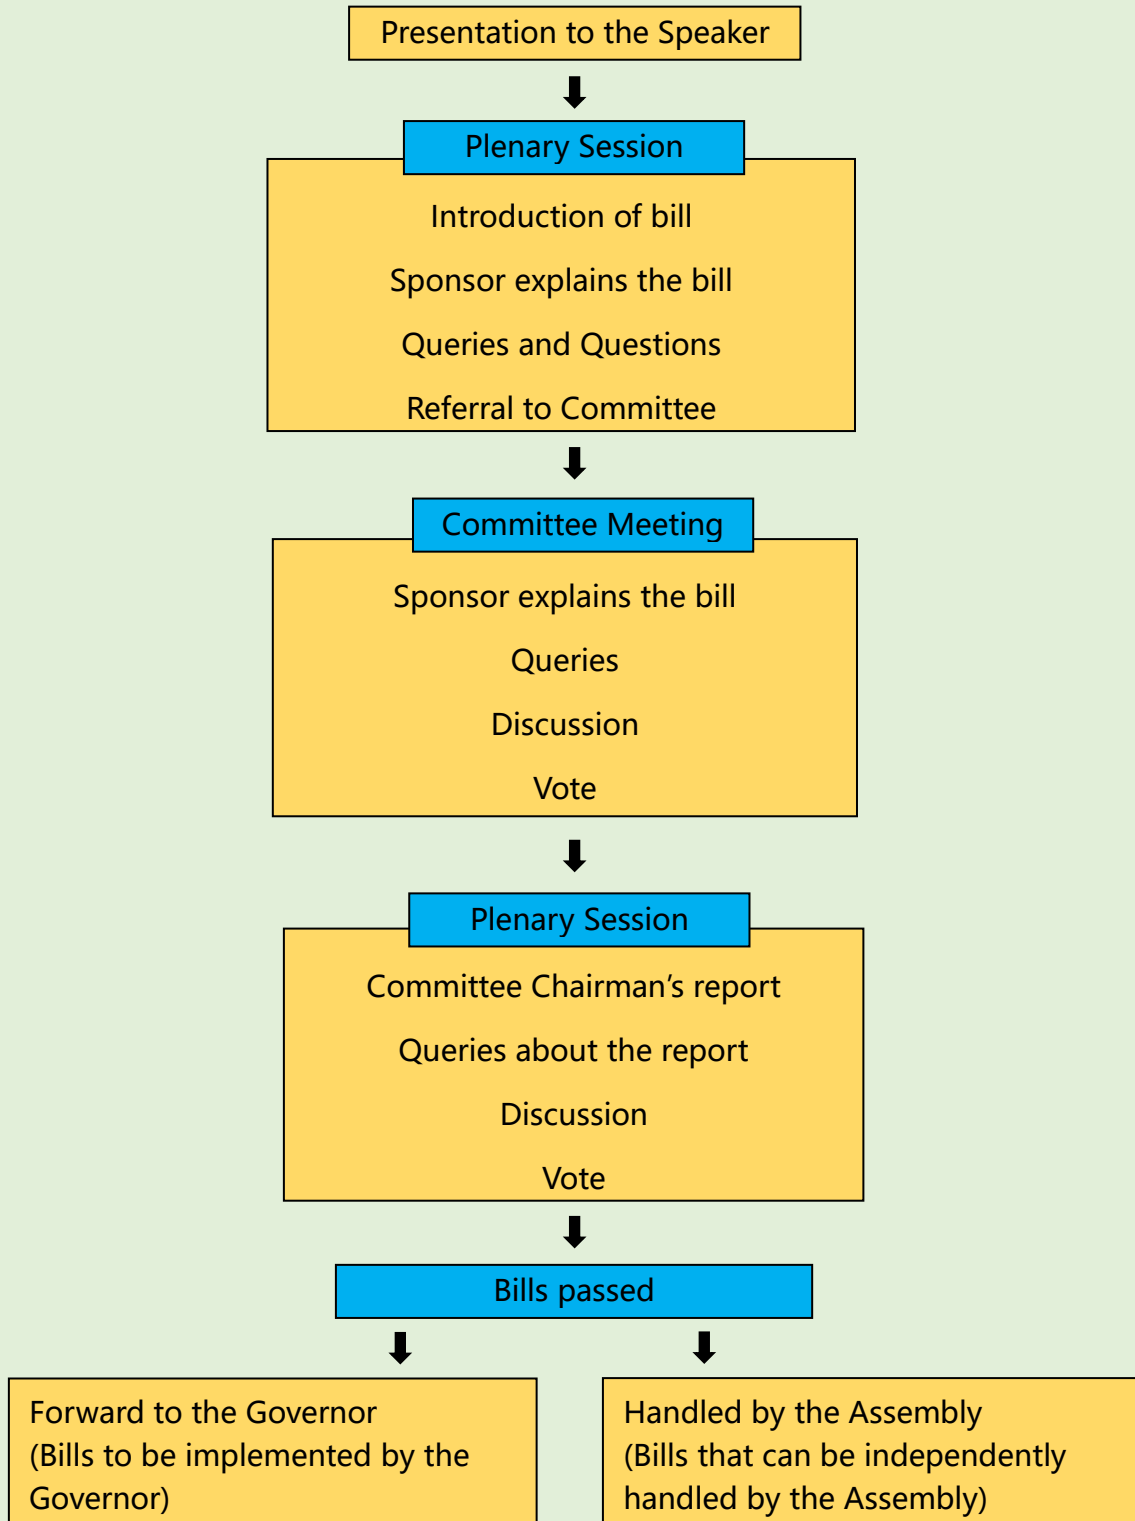 Presentation to the Speaker
Plenary Session
Introduction of bill
Sponsor explains the bill
Queries and Questions
Referral to Committee
Committee Meeting
Sponsor explains the bill
Queries
Discussion
Vote
Plenary Session
Committee Chairman’s report
Queries about the report
Discussion
Vote
Bills passed
Forward to the Governor
(Bills to be implemented by the
Governor)
Handled by the Assembly
(Bills that can be independently
handled by the Assembly)